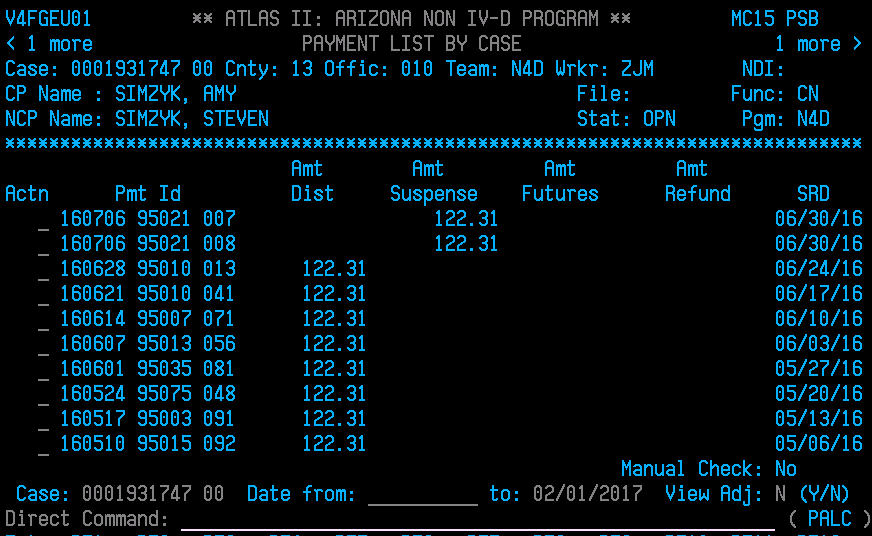 V4FGEU01 ** ATLAS II: ARIZONA NON IV-D PROGRAM ** MC15 PSB
< 1 more PAYMENT LIST BY CASE 1 more >
Case: 0001931747 00 Cnty: 13 Offic: 010 Team: N4D Wrkr: ZJM NDI:
CP Name : SIMZYK, AMY File: Func: CN
NCP Name: SIMZYK, STEVEN Stat: OPN Pgm: N4D
******************************************************************************
Amt Amt Amt Amt
Actn Pmt Id Dist Suspense Futures Refund SRD
_ 160706 95021 007 122.31 06/30/16
_ 160706 95021 008 122.31 06/30/16
_ 160628 95010 013 122.31 06/24/16
_ 160621 95010 041 122.31 06/17/16
_ 160614 95007 071 122.31 06/10/16
_ 160607 95013 056 122.31 06/03/16
_ 160601 95035 081 122.31 05/27/16
_ 160524 95075 048 122.31 05/20/16
_ 160517 95003 091 122.31 05/13/16
_ 160510 95015 092 122.31 05/06/16
Manual Check: No
Case: 0001931747 00 Date from: __________ to: 02/01/2017 View Adj: N (Y/N)
Direct Command: ______________________________________________________ ( PALC )